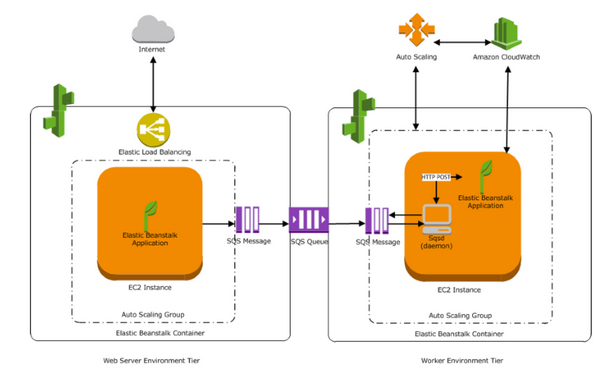 Internet
Auto Scaling
Amazon CloudWatch
Elastic Load Balancing
Elastic Beanstalk
Application
EC2 Instance
Auto Scaling Group
Elastic Beanstalk Container
Web Server Environment Tier
SQS Message
SQS Queue
SQS Message
HTTP POST
Elastic Beanstalk
Application
Sqsd
(daemon)
EC2 Instance
Auto Scaling Group
Elastic Beanstalk Container
Worker Environment Tier